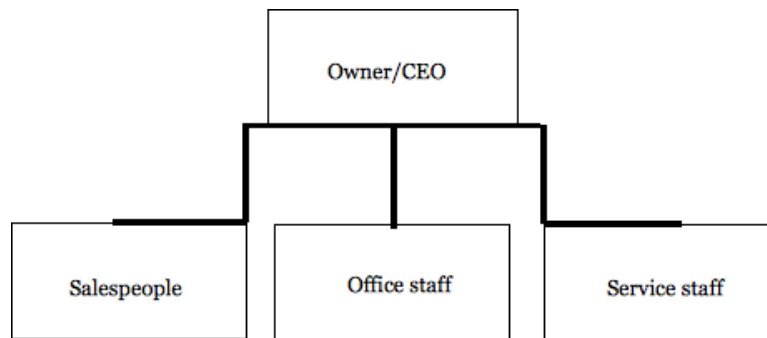 Owner/CEO
Salespeople
Office staff
Service staff